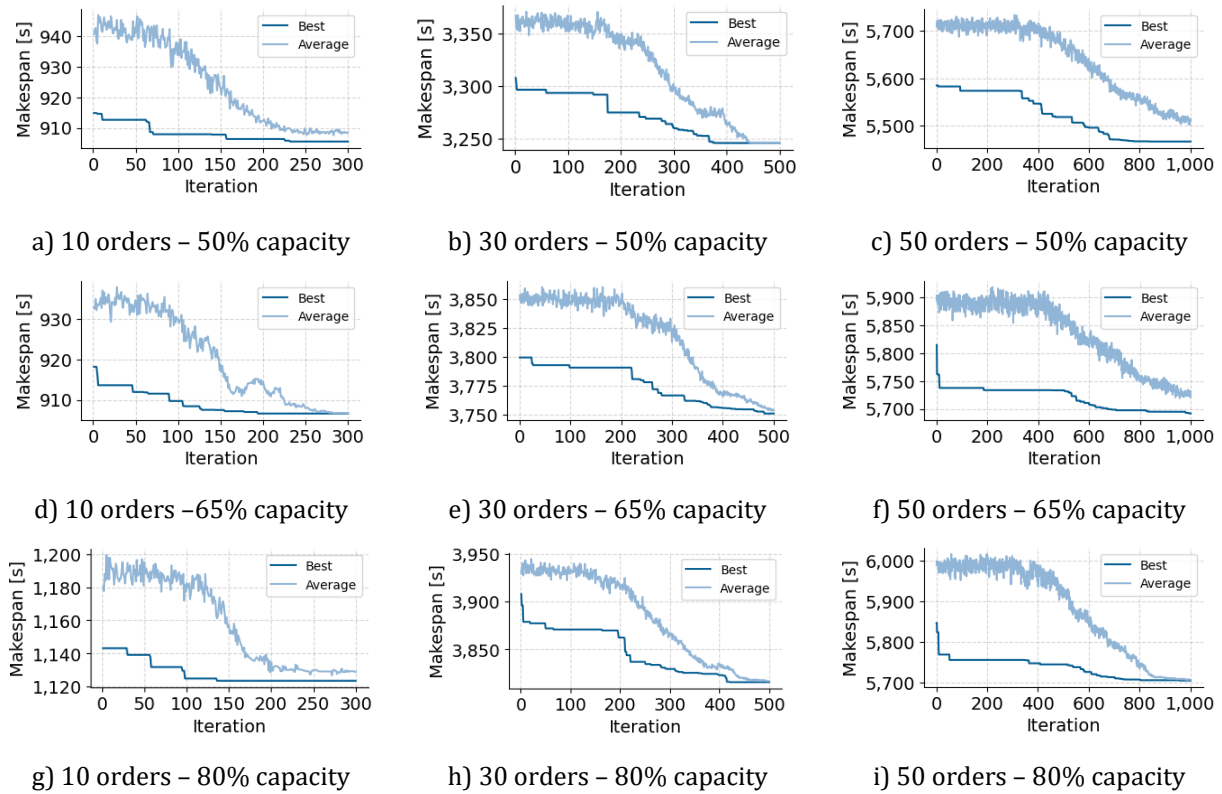 Makespan [s]
940
930
920
910
Best
Average
0 50 100 150 200 250 300
Iteration
a) 10 orders – 50% capacity
Makespan [s]
3,350
3,300
3,250
Best
Average
0 100 200 300 400 500
Iteration
b) 30 orders – 50% capacity
Makespan [s]
5,700
5,600
5,500
Best
Average
0 200 400 600 800 1,000
Iteration
c) 50 orders – 50% capacity
Makespan [s]
930
920
910
Best
Average
0 50 100 150 200 250 300
Iteration
d) 10 orders –65% capacity
Makespan [s]
3,850
3,825
3,800
3,775
3,750
Best
Average
0 100 200 300 400 500
Iteration
e) 30 orders – 65% capacity
Makespan [s]
5,900
5,850
5,800
5,750
5,700
Best
Average
0 200 400 600 800 1,000
Iteration
f) 50 orders – 65% capacity
Makespan [s]
1,200
1,180
1,160
1,140
1,120
Best
Average
0 50 100 150 200 250 300
Iteration
g) 10 orders – 80% capacity
Makespan [s]
3,950
3,900
3,850
Best
Average
0 100 200 300 400 500
Iteration
h) 30 orders – 80% capacity
Makespan [s]
6,000
5,900
5,800
5,700
Best
Average
0 200 400 600 800 1,000
Iteration
i) 50 orders – 80% capacity